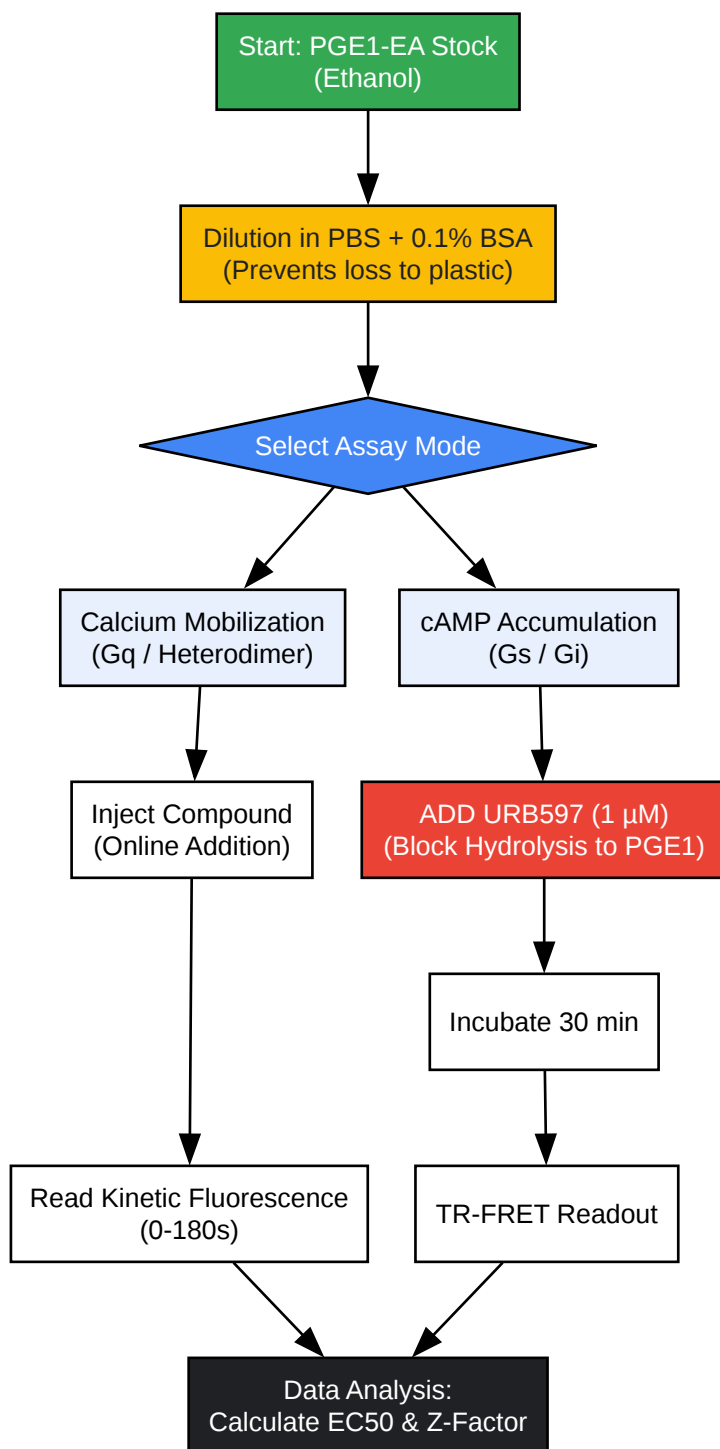 Start: PGE1-EA Stock
(Ethanol)
Dilution in PBS + 0.1% BSA
(Prevents loss to plastic)
Select Assay Mode
Calcium Mobilization
(Gq / Heterodimer)
cAMP Accumulation
(Gs / Gi)
Inject Compound
(Online Addition)
ADD URB597 (1 µM)
(Block Hydrolysis to PGE1)
Incubate 30 min
Read Kinetic Fluorescence
(0-180s)
TR-FRET Readout
Data Analysis:
Calculate EC50 & Z-Factor